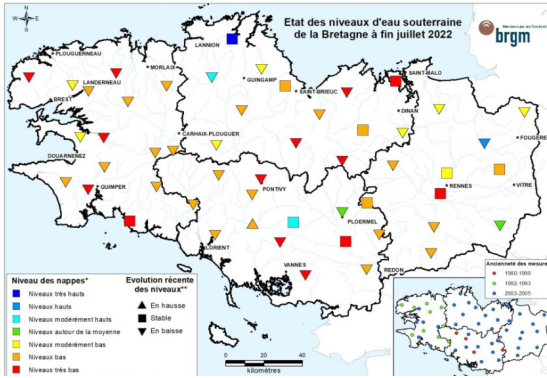 Etat des niveaux d'eau souterraine
de la Bretagne à fin juillet 2022
brgm
N
W E
S
LANNION
PLOUGUERNEAU
MORLAIX
GUINGAMP
SAINT-MALO
LANDERNEAU
SAINT-BRIEUC
BREST
DINAN
CARHAIX-PLOUGUER
FOUGERE
DOUARNENEZ
QUIMPER
PONTIVY
RENNES
VITRE
PLOERMEL
LORIENT
VANNES
REDON
Niveau des nappes*
Niveaux très hauts
Niveaux hauts
Niveaux modérément hauts
Niveaux autour de la moyenne
Niveaux modérément bas
Niveaux bas
Niveaux très bas
Evolution récente
des niveaux**
En hausse
Stable
En baisse
0 20 40
kilomètres
Ancienneté des mesure
1980-1990
1992-1993
2003-2005